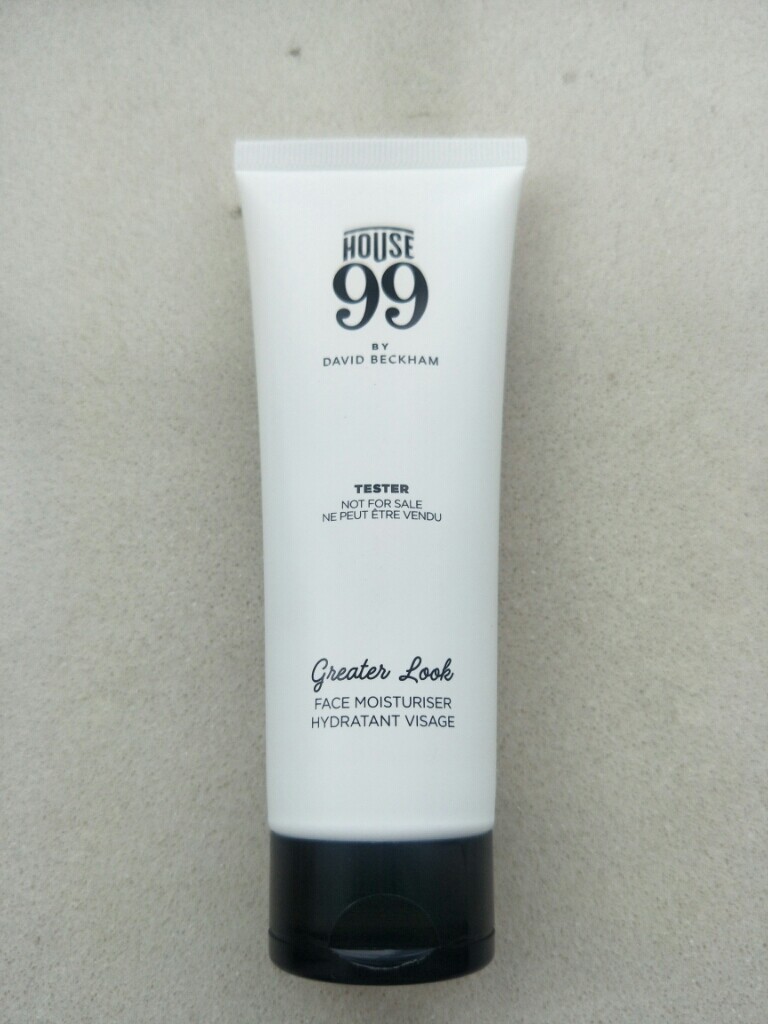 HOUSE
99
BY
DAVID BECKHAM
TESTER
NOT FOR SALE
NE PEUT ÊTRE VENDU
Greater Look
FACE MOISTURISER
HYDRATANT VISAGE